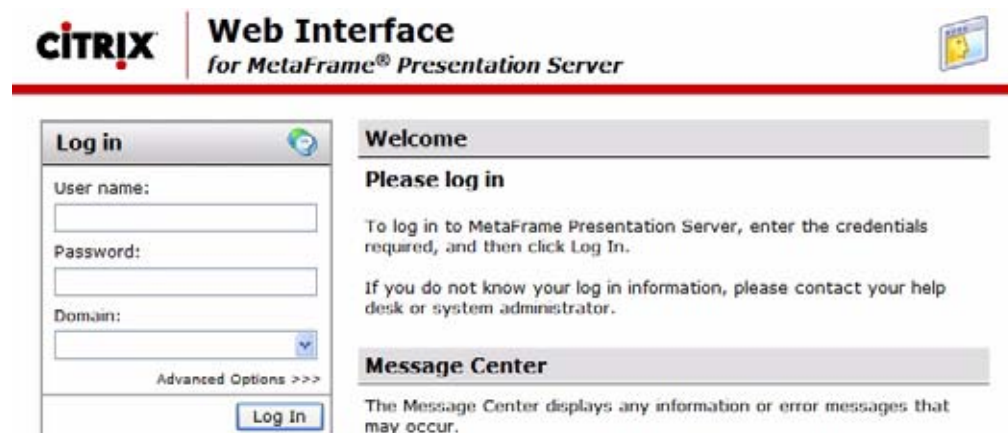 CITRIX
Web Interface
for MetaFrame® Presentation Server
Log in
User name:
Password:
Domain:
Advanced Options >>>
Log In
Welcome
Please log in
To log in to MetaFrame Presentation Server, enter the credentials
required, and then click Log In.
If you do not know your log in information, please contact your help
desk or system administrator.
Message Center
The Message Center displays any information or error messages that
may occur.